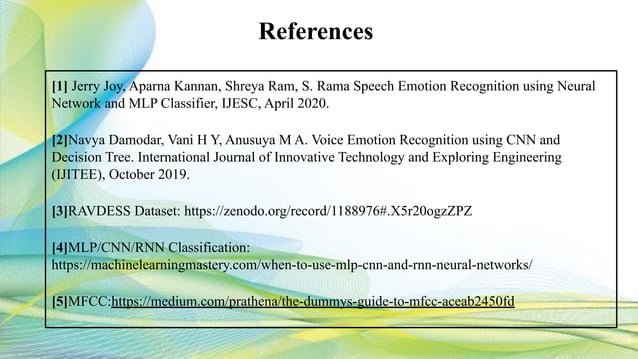 References
[1] Jerry Joy, Aparna Kannan, Shreya Ram, S. Rama Speech Emotion Recognition using Neural
Network and MLP Classifier, IJESC, April 2020.
[2]Navya Damodar, Vani H Y, Anusuya M A. Voice Emotion Recognition using CNN and
Decision Tree. International Journal of Innovative Technology and Exploring Engineering
(IJITEE), October 2019.
[3]RAVDESS Dataset: https://zenodo.org/record/1188976#.X5r20ogzZPZ
[4]MLP/CNN/RNN Classification:
https://machinelearningmastery.com/when-to-use-mlp-cnn-and-rnn-neural-networks/
[5]MFCC:https://medium.com/prathena/the-dummys-guide-to-mfcc-aceab2450fd